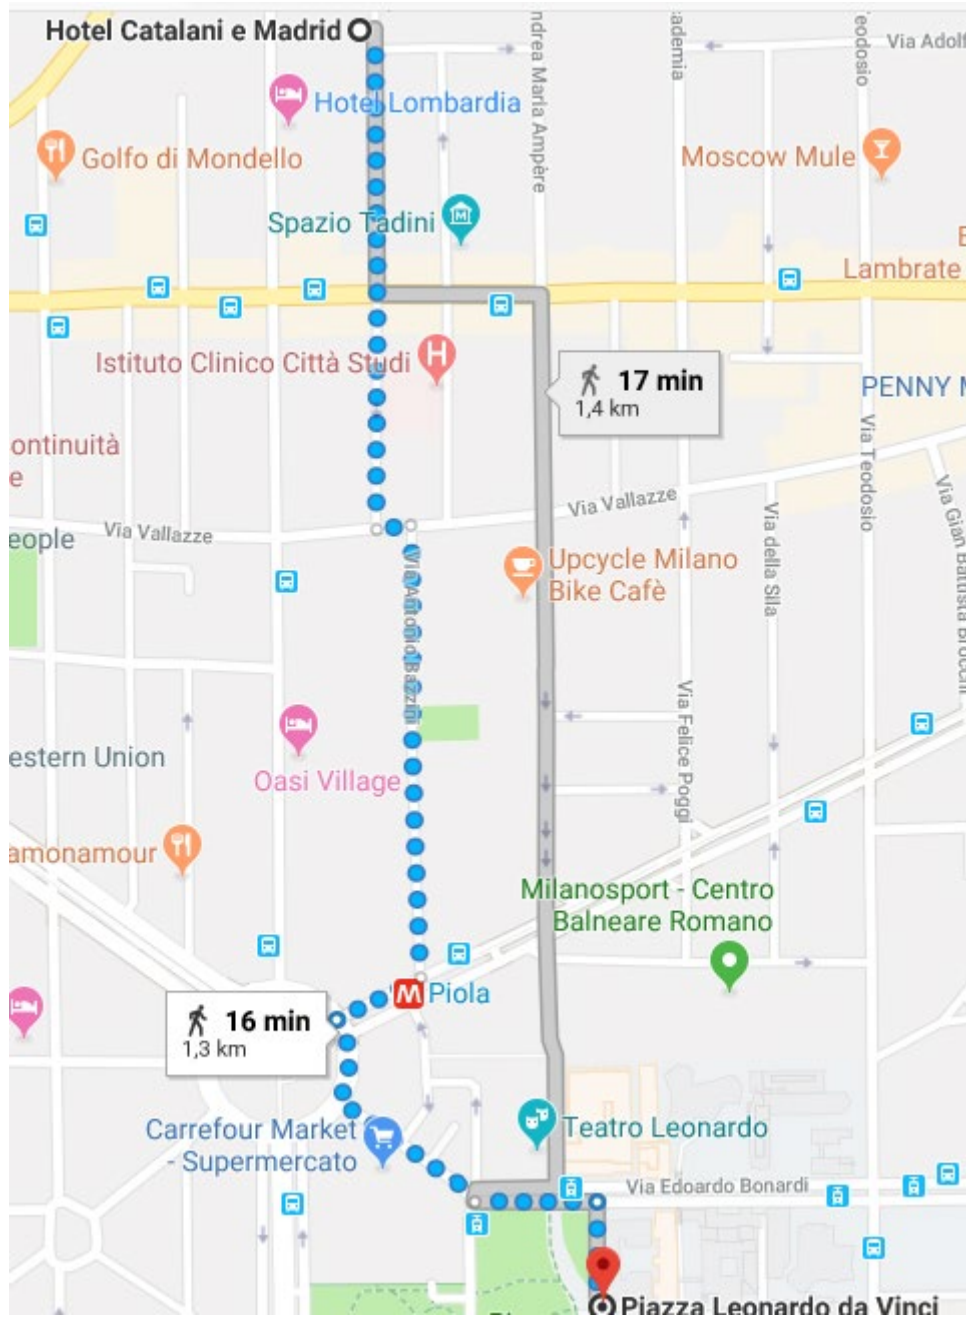 Hotel Catalani e Madrid
Via Adolf
Hotel Lombardia
ndrea Maria Ampère
ademia
eodosio
Golfo di Mondello
Moscow Mule
Spazio Tadini
E
Lambrate
Istituto Clinico Città Studi
H
17 min
1,4 km
PENNY M
ontinuità
e
Via Teodosio
Via Vallazze
Via Vallazze
eople
Via della Sila
Via Gian Battista Brocchi
Upcycle Milano
Bike Cafè
Via Antonio Bazzini
Via Felice Poggi
estern Union
Oasi Village
amonamour
Milanosport - Centro
Balneare Romano
M Piola
16 min
1,3 km
Carrefour Market
- Supermercato
Teatro Leonardo
Via Edoardo Bonardi
Piazza Leonardo da Vinci